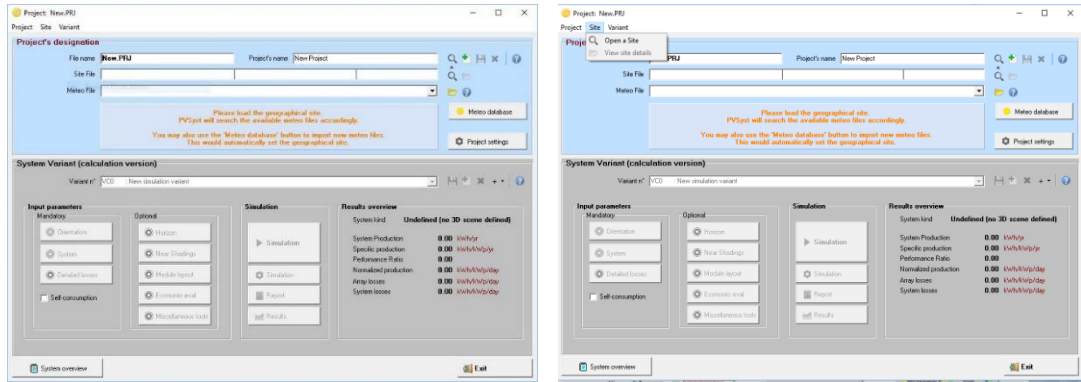 Project: New.PRJ
Project Site Variant
Project's designation
File name New.PRJ Project's name New Project
Site File
Meteo File
Please load the geographical site.
PVSyst will search the available meteo files accordingly.
You may also use the 'Meteo database' button to import new meteo files.
This would automatically set the geographical site.
Meteo database
Project settings
System Variant (calculation version)
Variant n° VC0 : New simulation variant
Input parameters
Mandatory
Orientation
System
Detailed losses
Self-consumption
Optional
Horizon
Near Shadings
Module layout
Economic eval
Miscellaneous tools
Simulation
Simulation
Simulation
Report
Results
Results overview
System kind Undefined (no 3D scene defined)
System Production 0.00 kWh/yr
Specific production 0.00 kWh/kWp/yr
Performance Ratio 0.00
Normalized production 0.00 kWh/kWp/day
Array losses 0.00 kWh/kWp/day
System losses 0.00 kWh/kWp/day
System overview
Exit
Project: New.PRJ
Project Site Variant
Open a Site
View site details
Proje
PRJ Project's name New Project
Site File
Meteo File
Please load the geographical site.
PVSyst will search the available meteo files accordingly.
You may also use the 'Meteo database' button to import new meteo files.
This would automatically set the geographical site.
Meteo database
Project settings
System Variant (calculation version)
Variant n° VC0 : New simulation variant
Input parameters
Mandatory
Orientation
System
Detailed losses
Self-consumption
Optional
Horizon
Near Shadings
Module layout
Economic eval
Miscellaneous tools
Simulation
Simulation
Simulation
Report
Results
Results overview
System kind Undefined (no 3D scene defined)
System Production 0.00 kWh/yr
Specific production 0.00 kWh/kWp/yr
Performance Ratio 0.00
Normalized production 0.00 kWh/kWp/day
Array losses 0.00 kWh/kWp/day
System losses 0.00 kWh/kWp/day
System overview
Exit